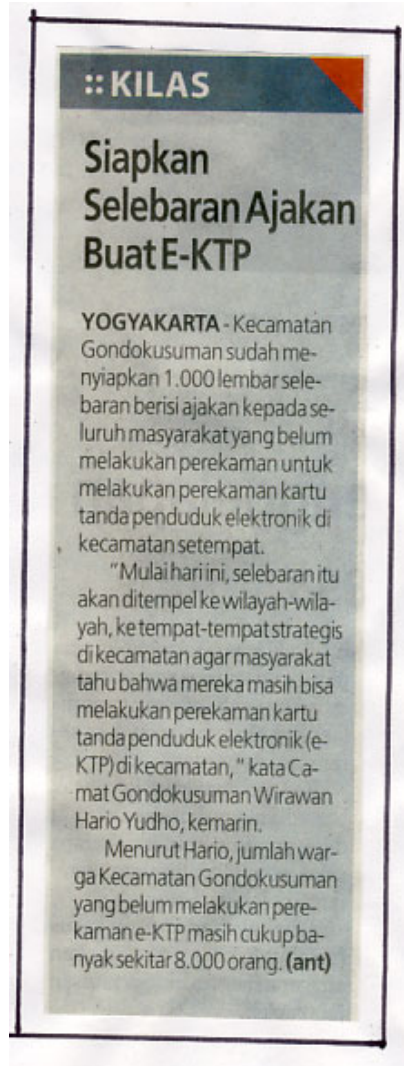 :: KILAS
Siapkan
Selebaran Ajakan
Buat E-KTP
YOGYAKARTA - Kecamatan
Gondokusuman sudah me-
nyiapkan 1.000 lembar sele-
baran berisi ajakan kepada se-
luruh masyarakat yang belum
melakukan perekaman untuk
melakukan perekaman kartu
tanda penduduk elektronik di
kecamatan setempat.
"Mulai hari ini, selebaran itu
akan ditempel ke wilayah-wila-
yah, ke tempat-tempat strategis
di kecamatan agar masyarakat
tahu bahwa mereka masih bisa
melakukan perekaman kartu
tanda penduduk elektronik (e-
KTP) di kecamatan," kata Ca-
mat Gondokusuman Wirawan
Hario Yudho, kemarin.
Menurut Hario, jumlah war-
ga Kecamatan Gondokusuman
yang belum melakukan pere-
kaman e-KTP masih cukup ba-
nyak sekitar 8.000 orang. (ant)